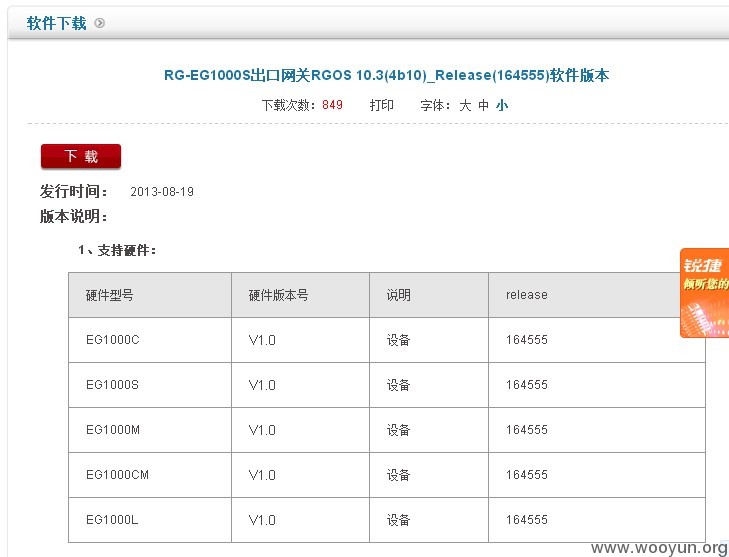 软件下载
RG-EG1000S出口网关RGOS 10.3(4b10)_Release(164555)软件版本
下载次数：849 打印 字体：大 中 小
下 载
发行时间： 2013-08-19
版本说明：
1、支持硬件：
硬件型号 硬件版本号 说明 release
EG1000C V1.0 设备 164555
EG1000S V1.0 设备 164555
EG1000M V1.0 设备 164555
EG1000CM V1.0 设备 164555
EG1000L V1.0 设备 164555
锐捷
倾听您的
www.wooyun.org